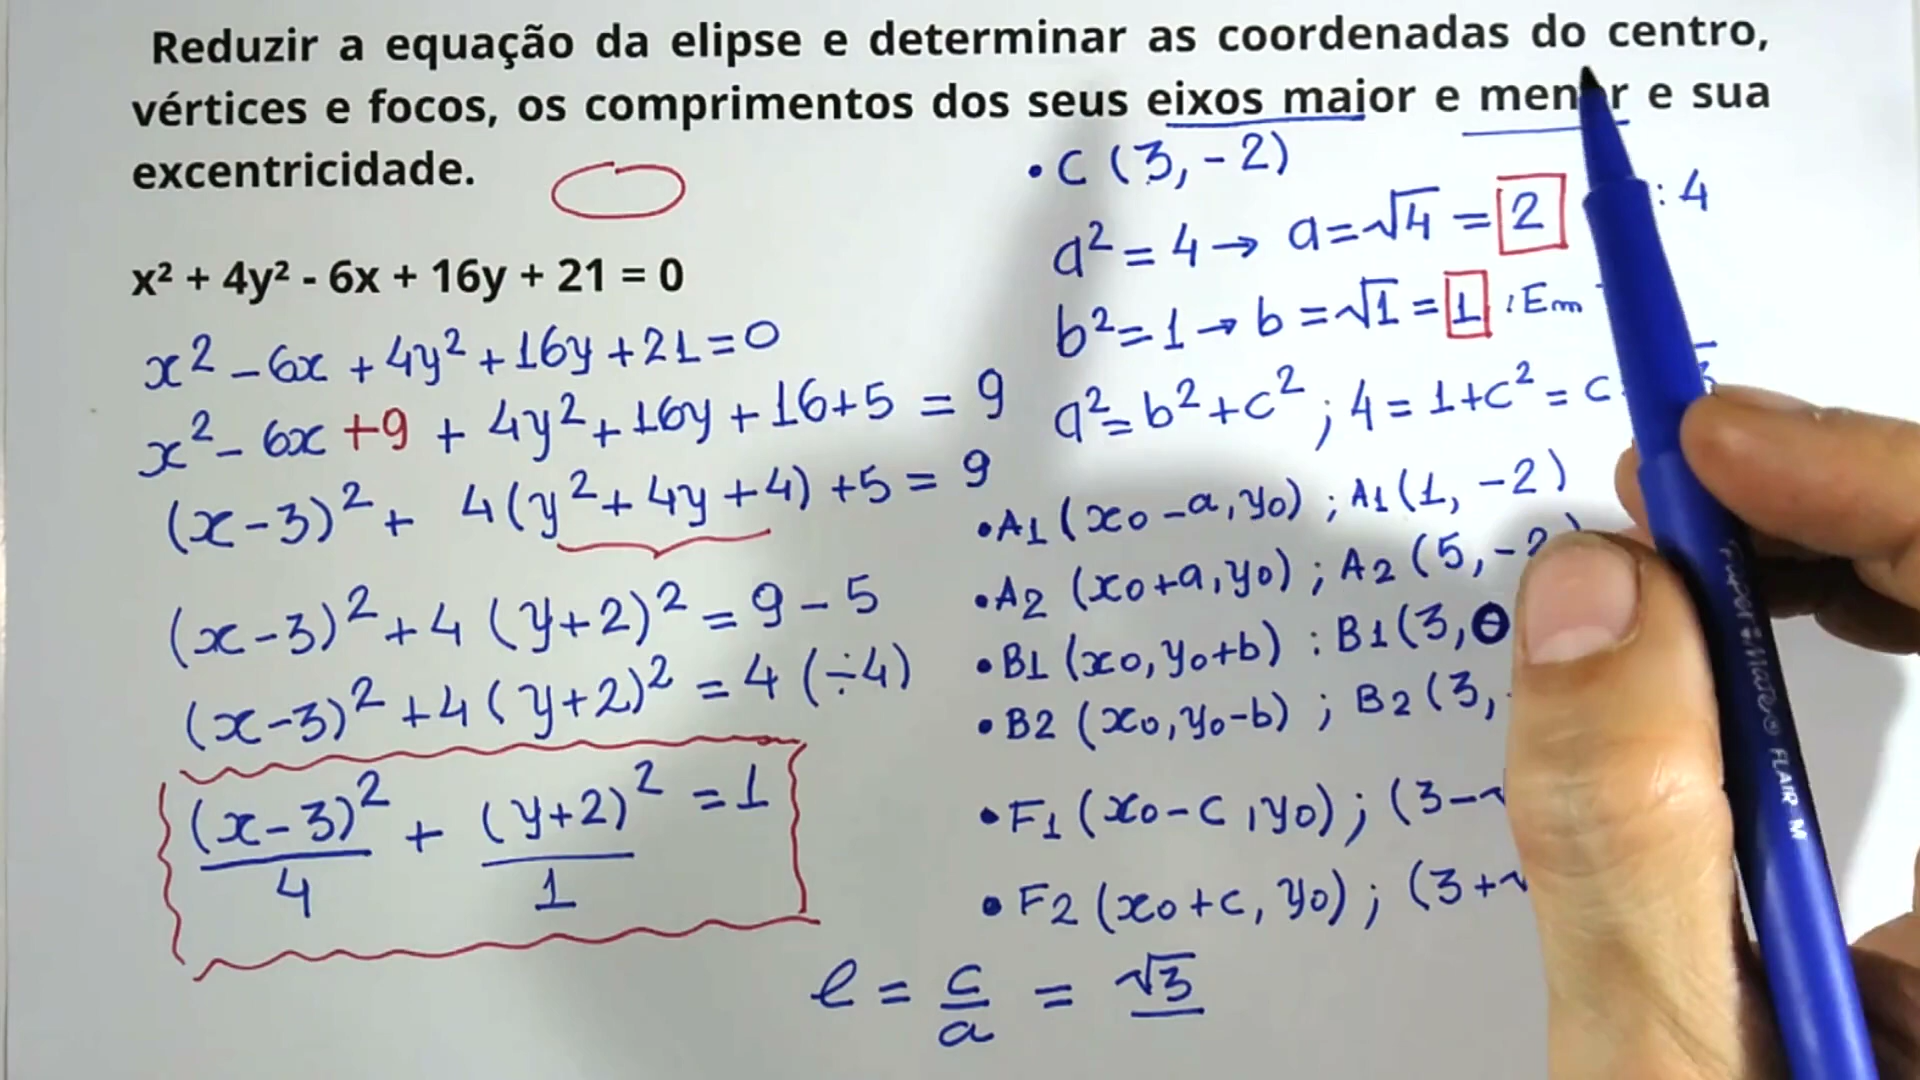 Reduzir a equação da elipse e determinar as coordenadas do centro,
vértices e focos, os comprimentos dos seus eixos maior e menor e sua
excentricidade.
x² + 4y² - 6x + 16y + 21 = 0
x² - 6x + 4y² + 16y + 21 = 0
x² - 6x + 9 + 4y² + 16y + 16 + 5 = 9
(x-3)² + 4(y² + 4y + 4) + 5 = 9
(x-3)² + 4(y+2)² = 9 - 5
(x-3)² + 4(y+2)² = 4 (÷4)
(x-3)²/4 + (y+2)²/1 = 1
• C (3, -2)
a² = 4 → a = √4 = 2 : 4
b² = 1 → b = √1 = 1 : Em
a² = b² + c² ; 4 = 1 + c² = c
• A1 (x0 - a, y0) ; A1 (1, -2)
• A2 (x0 + a, y0) ; A2 (5, -2)
• B1 (x0, y0 + b) : B1 (3,
• B2 (x0, y0 - b) ; B2 (3,
• F1 (x0 - c, y0) ; (3 - √
• F2 (x0 + c, y0) ; (3 + √
e = c/a = √3
PaperMate FLAIR M